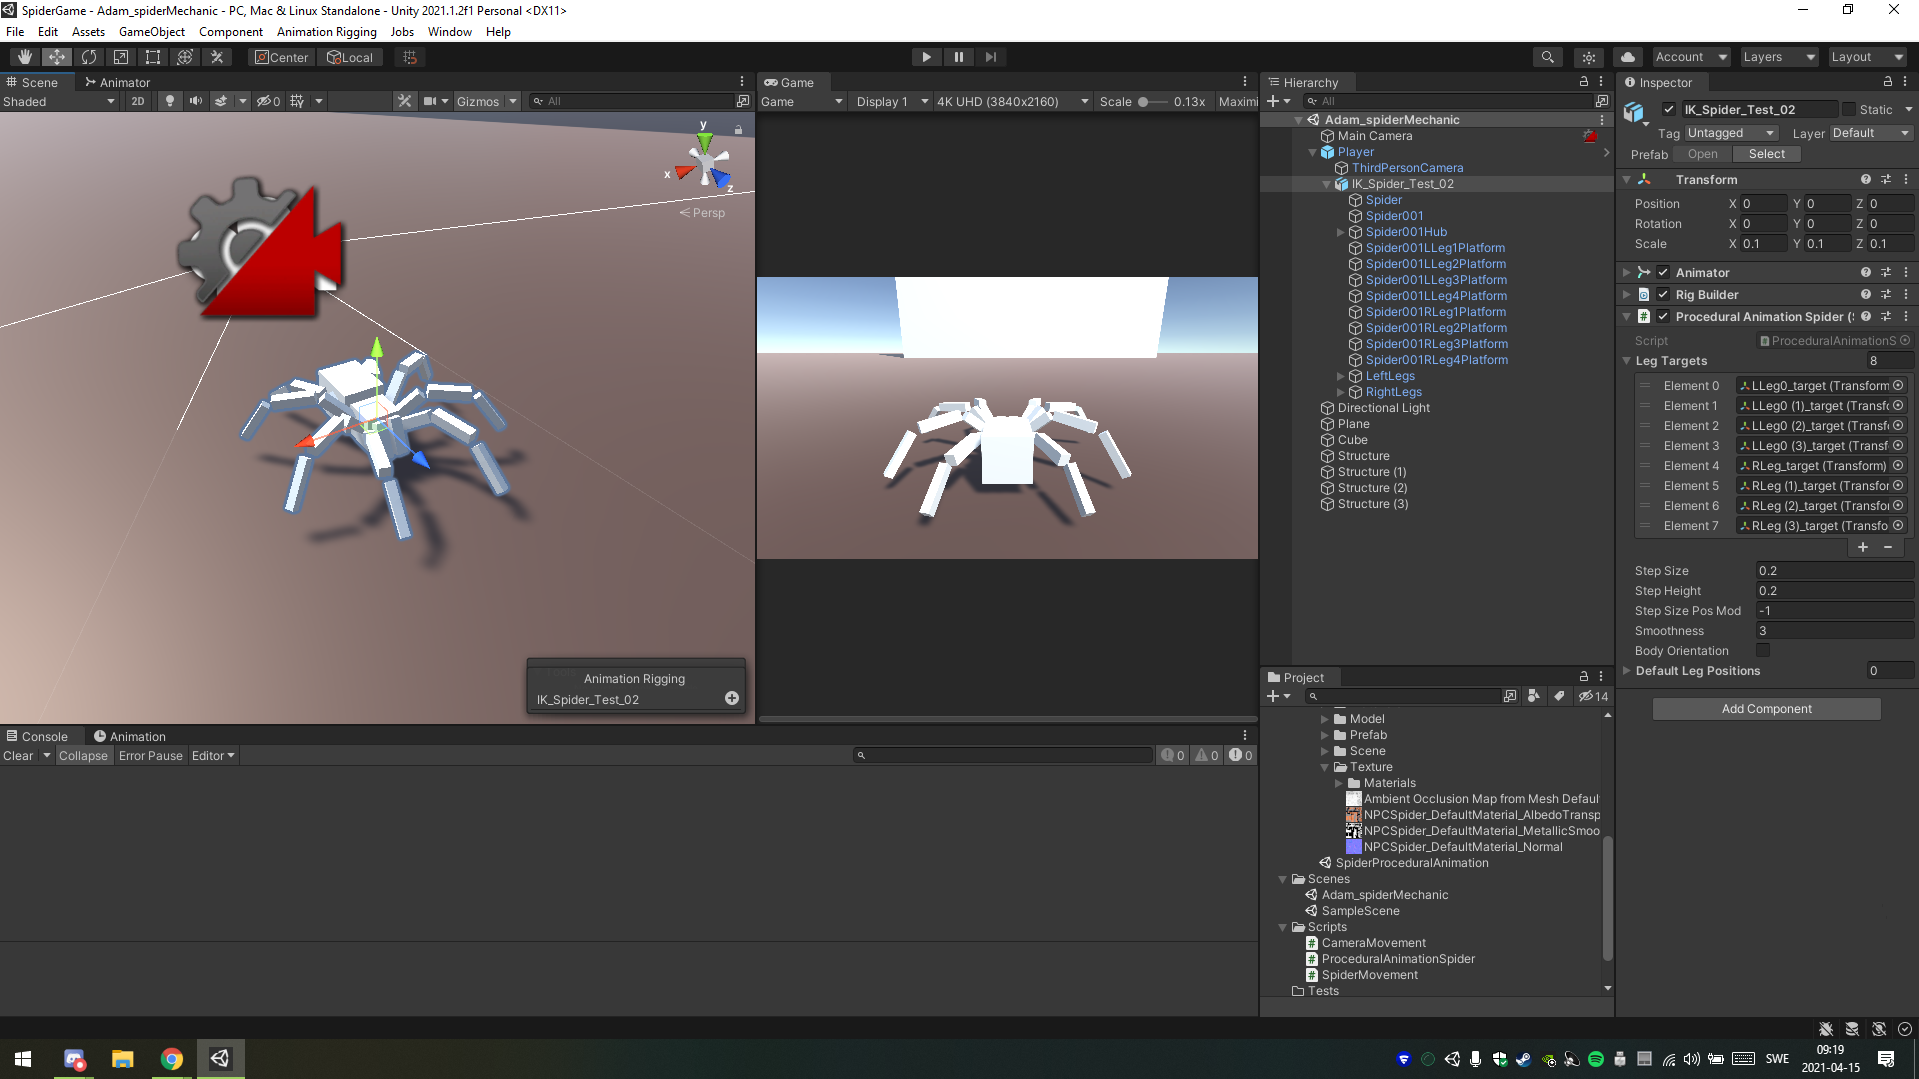 SpiderGame - Adam_spiderMechanic - PC, Mac & Linux Standalone - Unity 2021.1.2f1 Personal <DX11>
File Edit Assets GameObject Component Animation Rigging Jobs Window Help
Center Local
Account Layers Layout
Scene Animator
Shaded 2D 0 Gizmos All
y
x
z
Persp
Animation Rigging
IK_Spider_Test_02
Game
Game Display 1 4K UHD (3840x2160) Scale 0.13x Maximi
Console Animation
Clear Collapse Error Pause Editor 0 0 0
Hierarchy
All
Adam_spiderMechanic
Main Camera
Player
ThirdPersonCamera
IK_Spider_Test_02
Spider
Spider001
Spider001Hub
Spider001LLeg1Platform
Spider001LLeg2Platform
Spider001LLeg3Platform
Spider001LLeg4Platform
Spider001RLeg1Platform
Spider001RLeg2Platform
Spider001RLeg3Platform
Spider001RLeg4Platform
LeftLegs
RightLegs
Directional Light
Plane
Cube
Structure
Structure (1)
Structure (2)
Structure (3)
Project
14
Model
Prefab
Scene
Texture
Materials
Ambient Occlusion Map from Mesh Defaul
NPCSpider_DefaultMaterial_AlbedoTransp
NPCSpider_DefaultMaterial_MetallicSmoo
NPCSpider_DefaultMaterial_Normal
SpiderProceduralAnimation
Scenes
Adam_spiderMechanic
SampleScene
Scripts
CameraMovement
ProceduralAnimationSpider
SpiderMovement
Tests
Inspector
IK_Spider_Test_02 Static
Tag Untagged Layer Default
Prefab Open Select
Transform
Position X 0 Y 0 Z 0
Rotation X 0 Y 0 Z 0
Scale X 0.1 Y 0.1 Z 0.1
Animator
Rig Builder
Procedural Animation Spider (S
Script ProceduralAnimationS
Leg Targets 8
Element 0 LLeg0_target (Transform
Element 1 LLeg0 (1)_target (Transfo
Element 2 LLeg0 (2)_target (Transf
Element 3 LLeg0 (3)_target (Transf
Element 4 RLeg_target (Transform)
Element 5 RLeg (1)_target (Transfor
Element 6 RLeg (2)_target (Transfo
Element 7 RLeg (3)_target (Transfo
Step Size 0.2
Step Height 0.2
Step Size Pos Mod -1
Smoothness 3
Body Orientation
Default Leg Positions 0
Add Component
SWE
09:19
2021-04-15